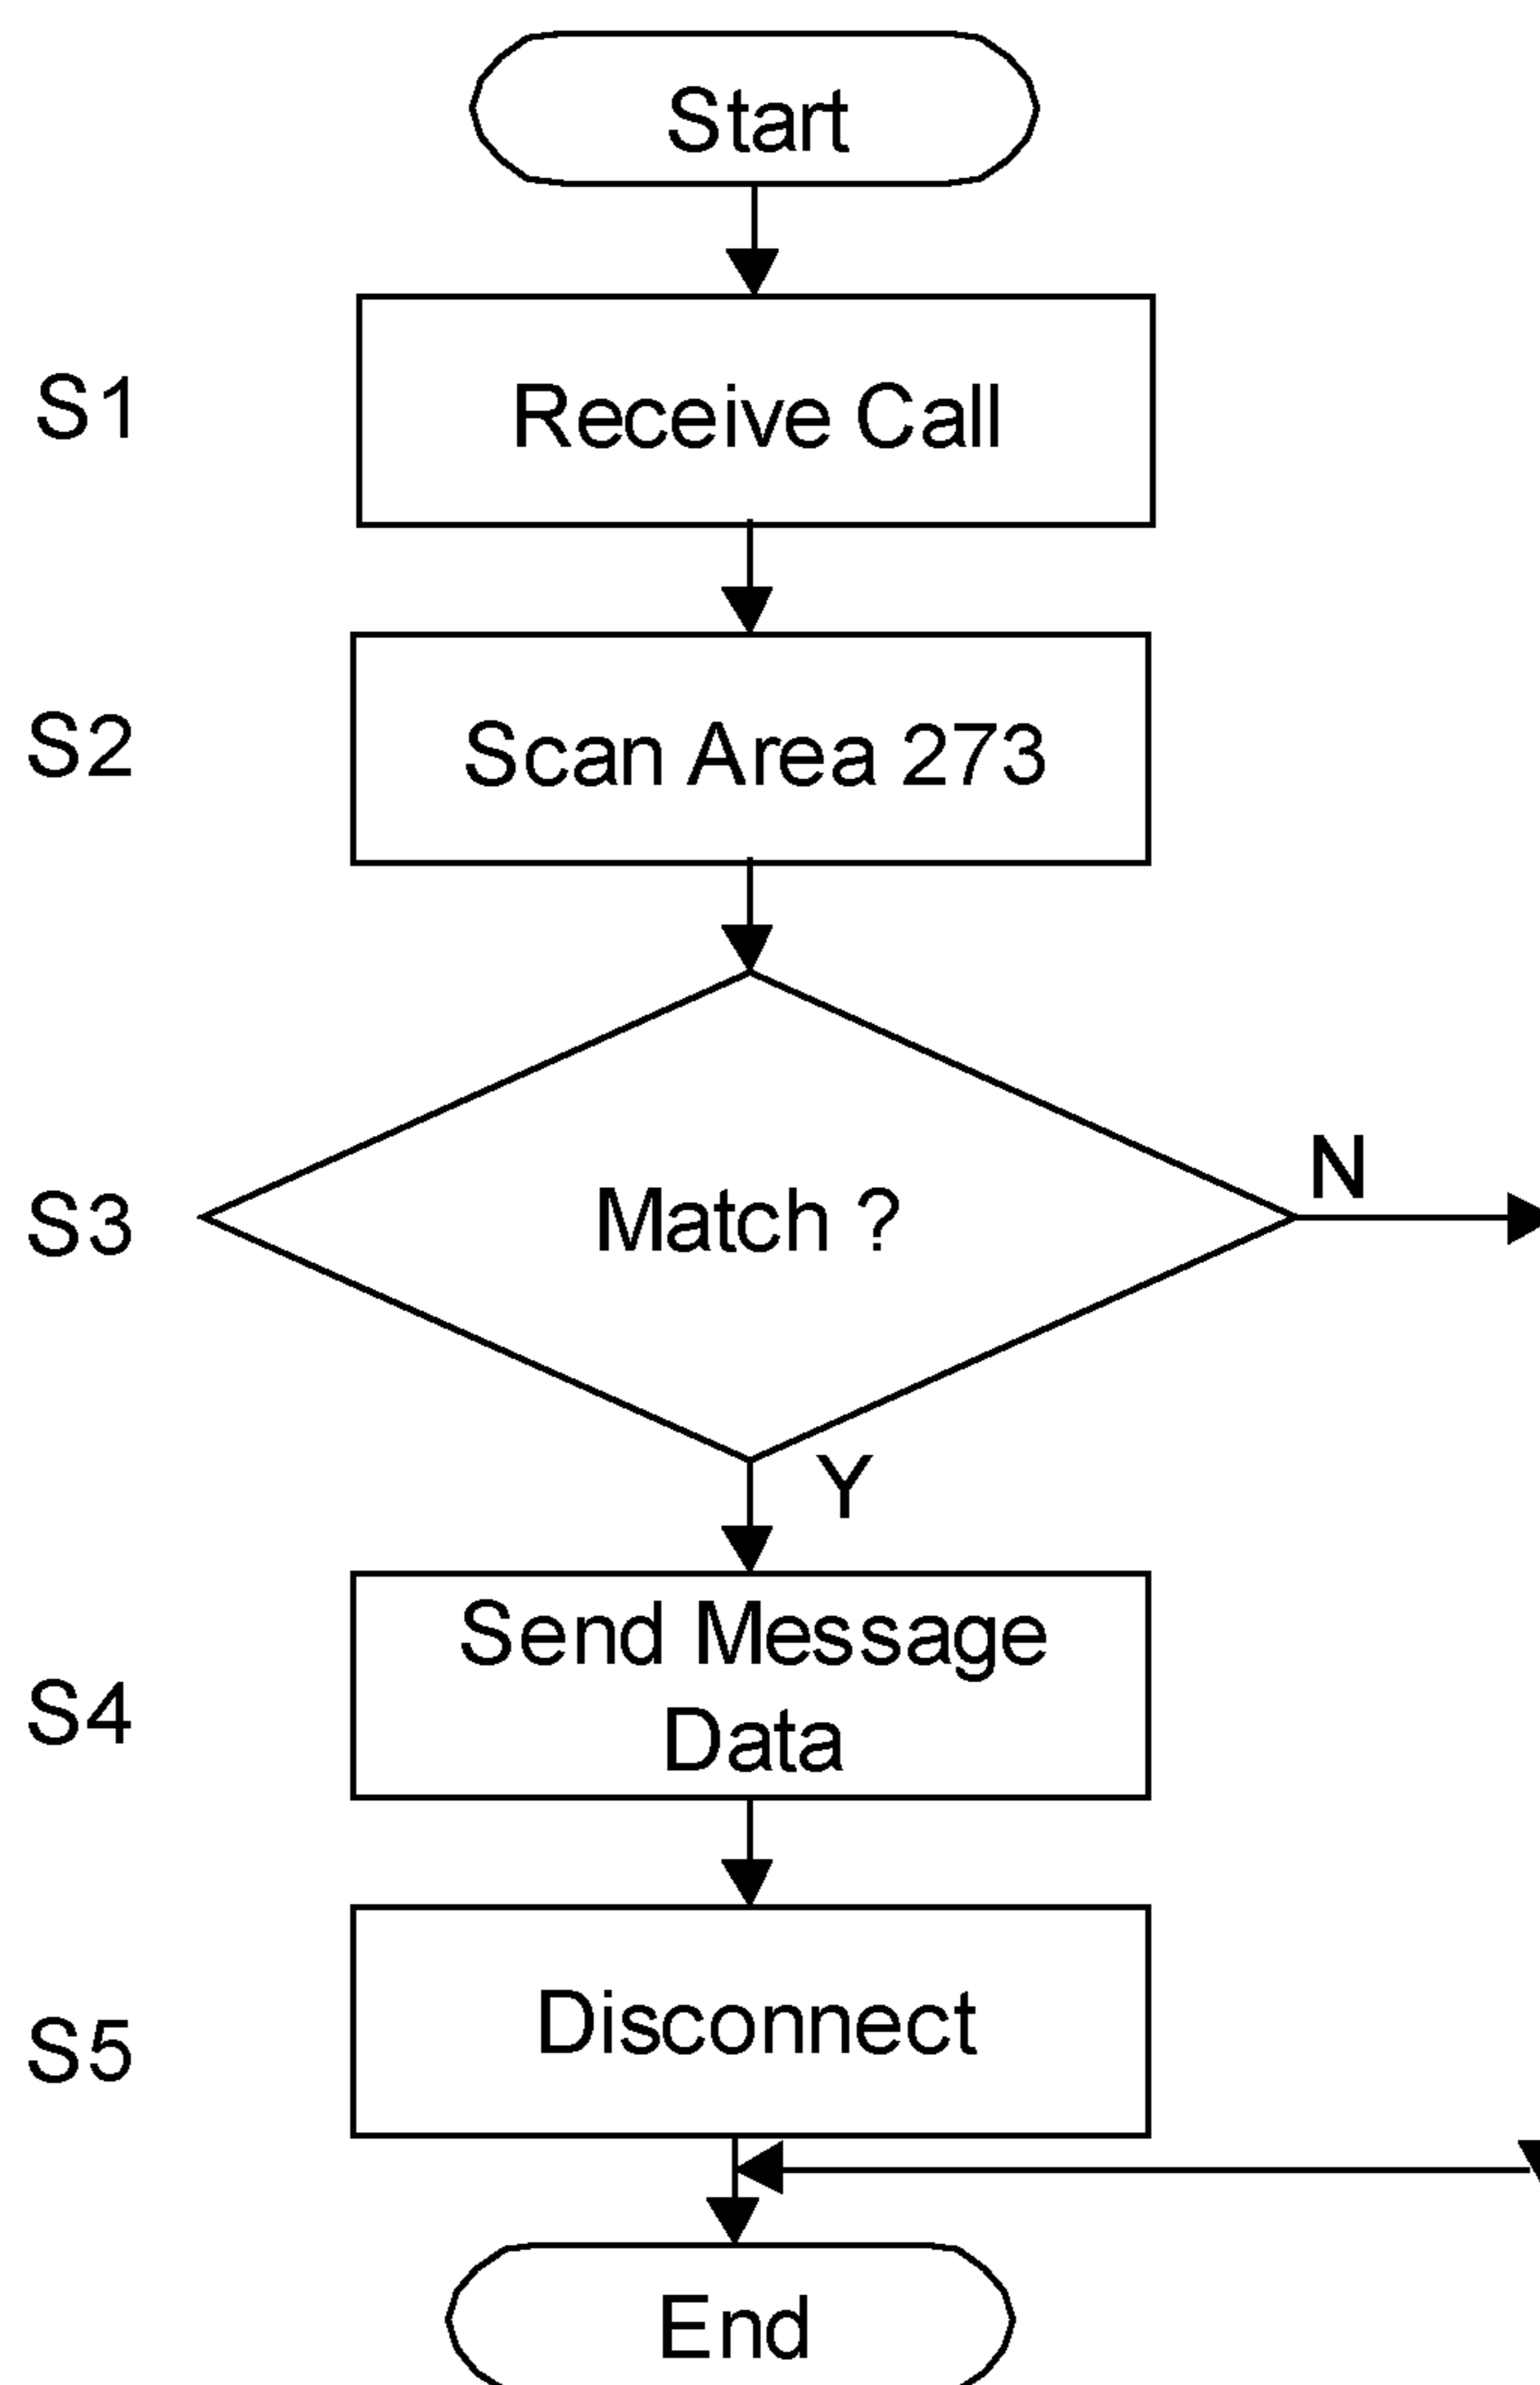 Start
S1
Receive Call
S2
Scan Area 273
S3
Match ?
N
Y
S4
Send Message
Data
S5
Disconnect
End